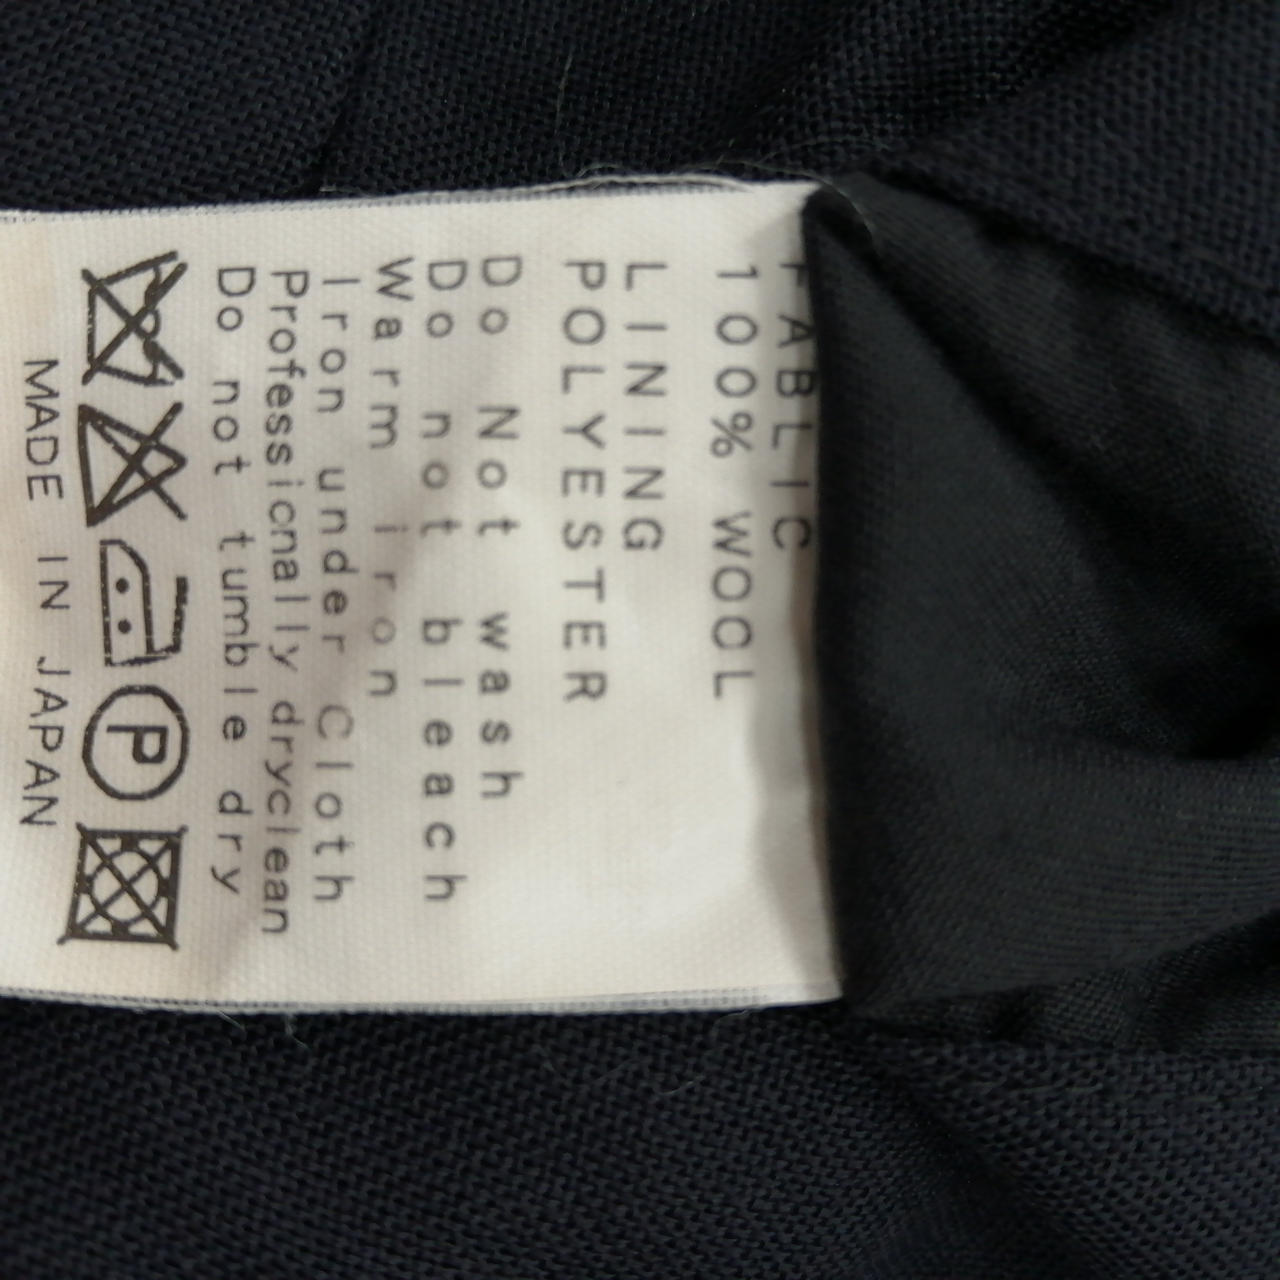 FABLIC
100% WOOL
LINING
POLYESTER
Do Not wash
Do not bleach
Warm iron
Iron under Cloth
Professionally dryclean
Do not tumble dry
P
MADE IN JAPAN